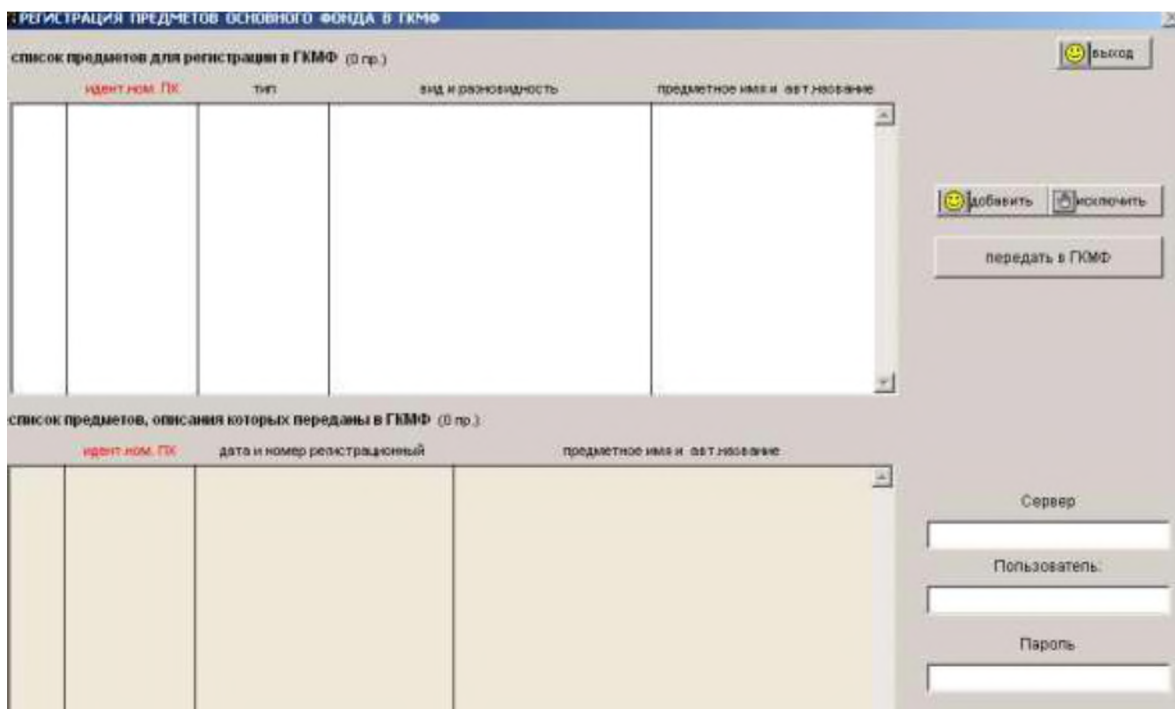 РЕГИСТРАЦИЯ ПРЕДМЕТОВ ОСНОВНОГО ФОНДА В ГКМФ
список предметов для регистрации в ГКМФ (0 пр.)
выход
идент.ном. ПК тип вид и разновидность предметное имя и авт.название
добавить исключить
передать в ГКМФ
список предметов, описания которых переданы в ГКМФ (0 пр.)
идент.ном. ПК дата и номер регистрационный предметное имя и авт.название
Сервер
Пользователь:
Пароль